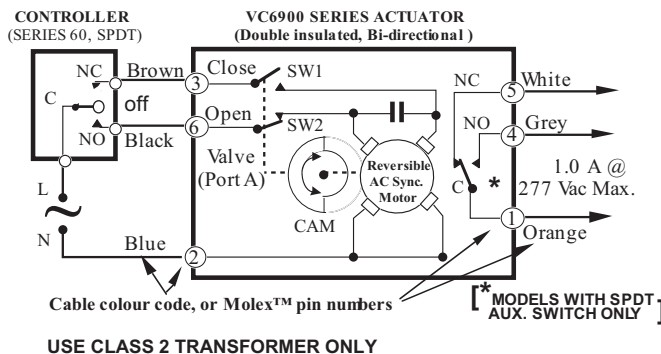 CONTROLLER
(SERIES 60, SPDT)
VC6900 SERIES ACTUATOR
(Double insulated, Bi-directional )
NC
Brown
3
Close
SW1
NC
5
White
C
off
6
Open
SW2
NO
4
Grey
NO
Black
Valve
(Port A)
Reversible
AC Sync.
Motor
C
*
1.0 A @
277 Vac Max.
L
CAM
1
Orange
N
Blue
2
Cable colour code, or Molex™ pin numbers
[*MODELS WITH SPDT
AUX. SWITCH ONLY ]
USE CLASS 2 TRANSFORMER ONLY